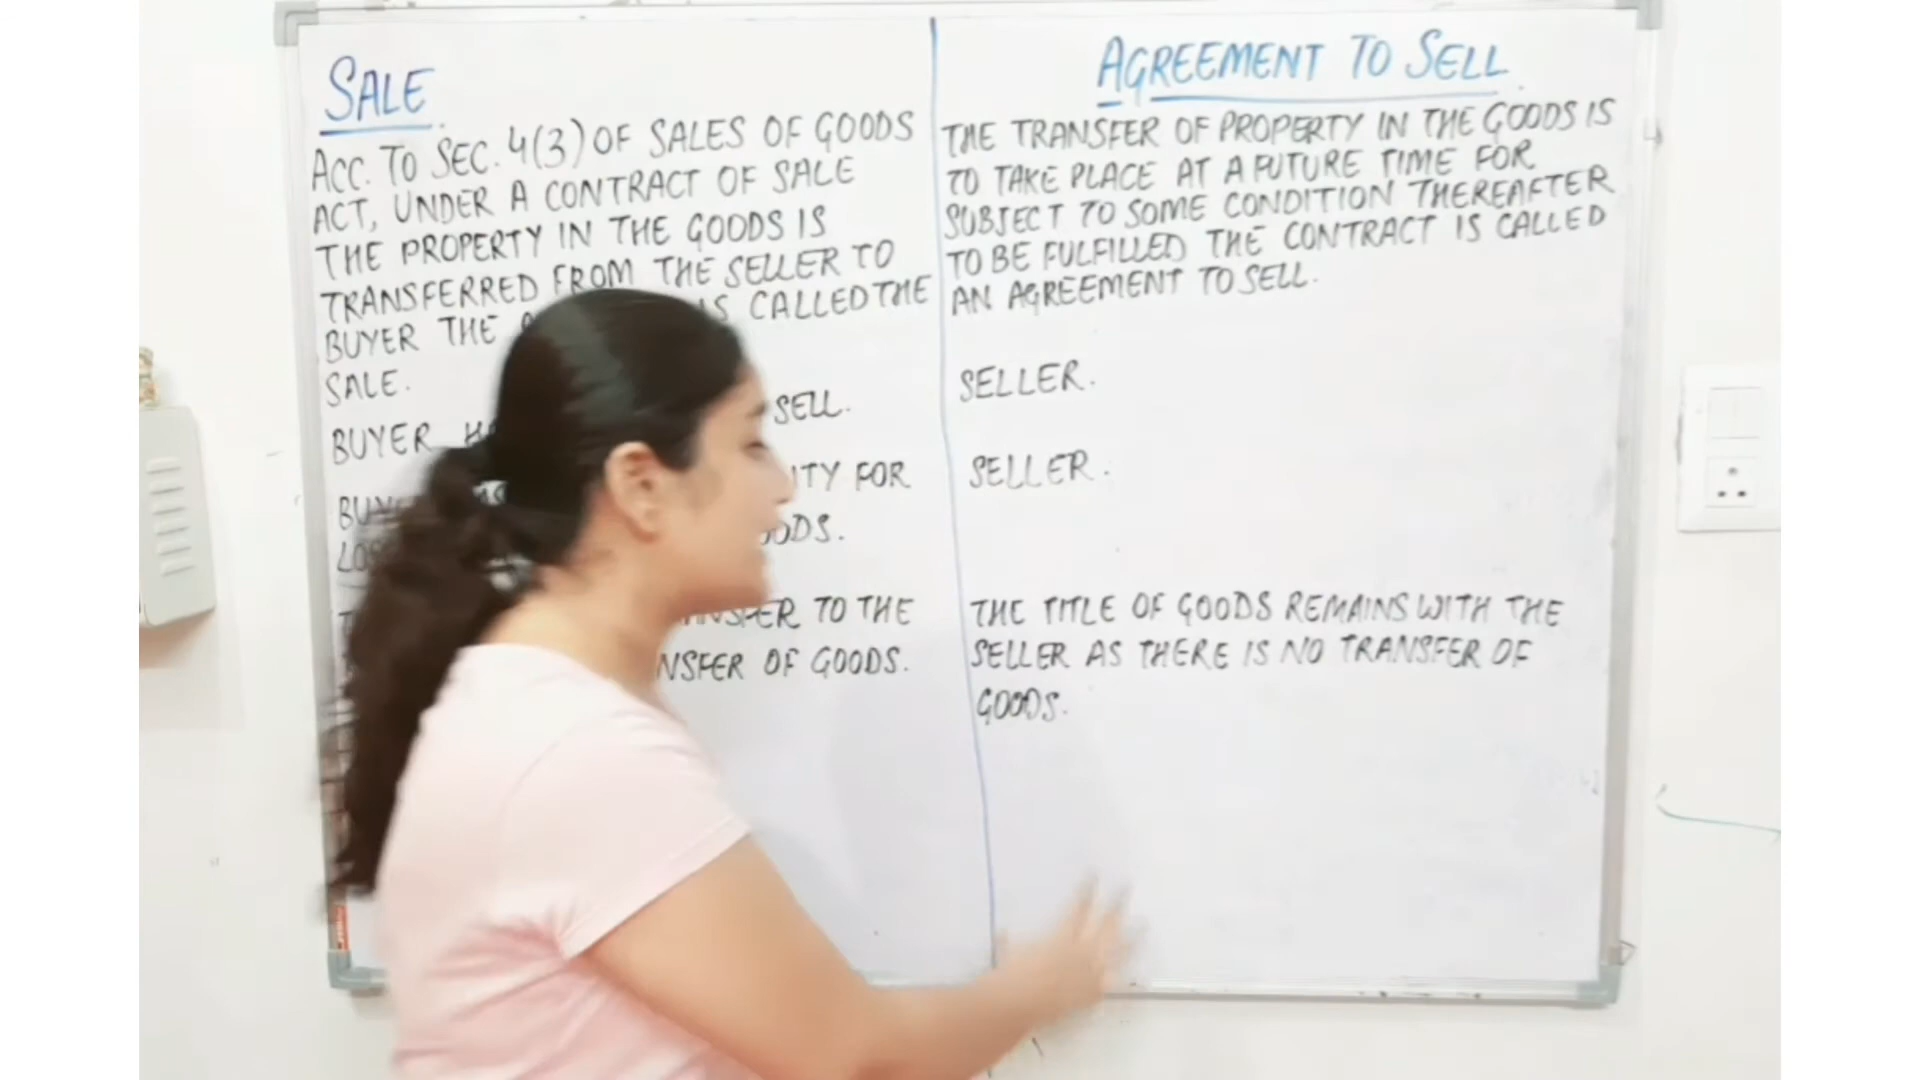 SALE
ACC. TO SEC. 4(3) OF SALES OF GOODS
ACT, UNDER A CONTRACT OF SALE
THE PROPERTY IN THE GOODS IS
TRANSFERRED FROM THE SELLER TO
BUYER THE IS CALLED THE
SALE.
BUYER SELL.
FOR
TO THE
OF GOODS.
AGREEMENT TO SELL
THE TRANSFER OF PROPERTY IN THE GOODS IS
TO TAKE PLACE AT A FUTURE TIME FOR
SUBJECT TO SOME CONDITION THEREAFTER
TO BE FULFILLED THE CONTRACT IS CALLED
AN AGREEMENT TO SELL.
SELLER.
SELLER.
THE TITLE OF GOODS REMAINS WITH THE
SELLER AS THERE IS NO TRANSFER OF
GOODS.